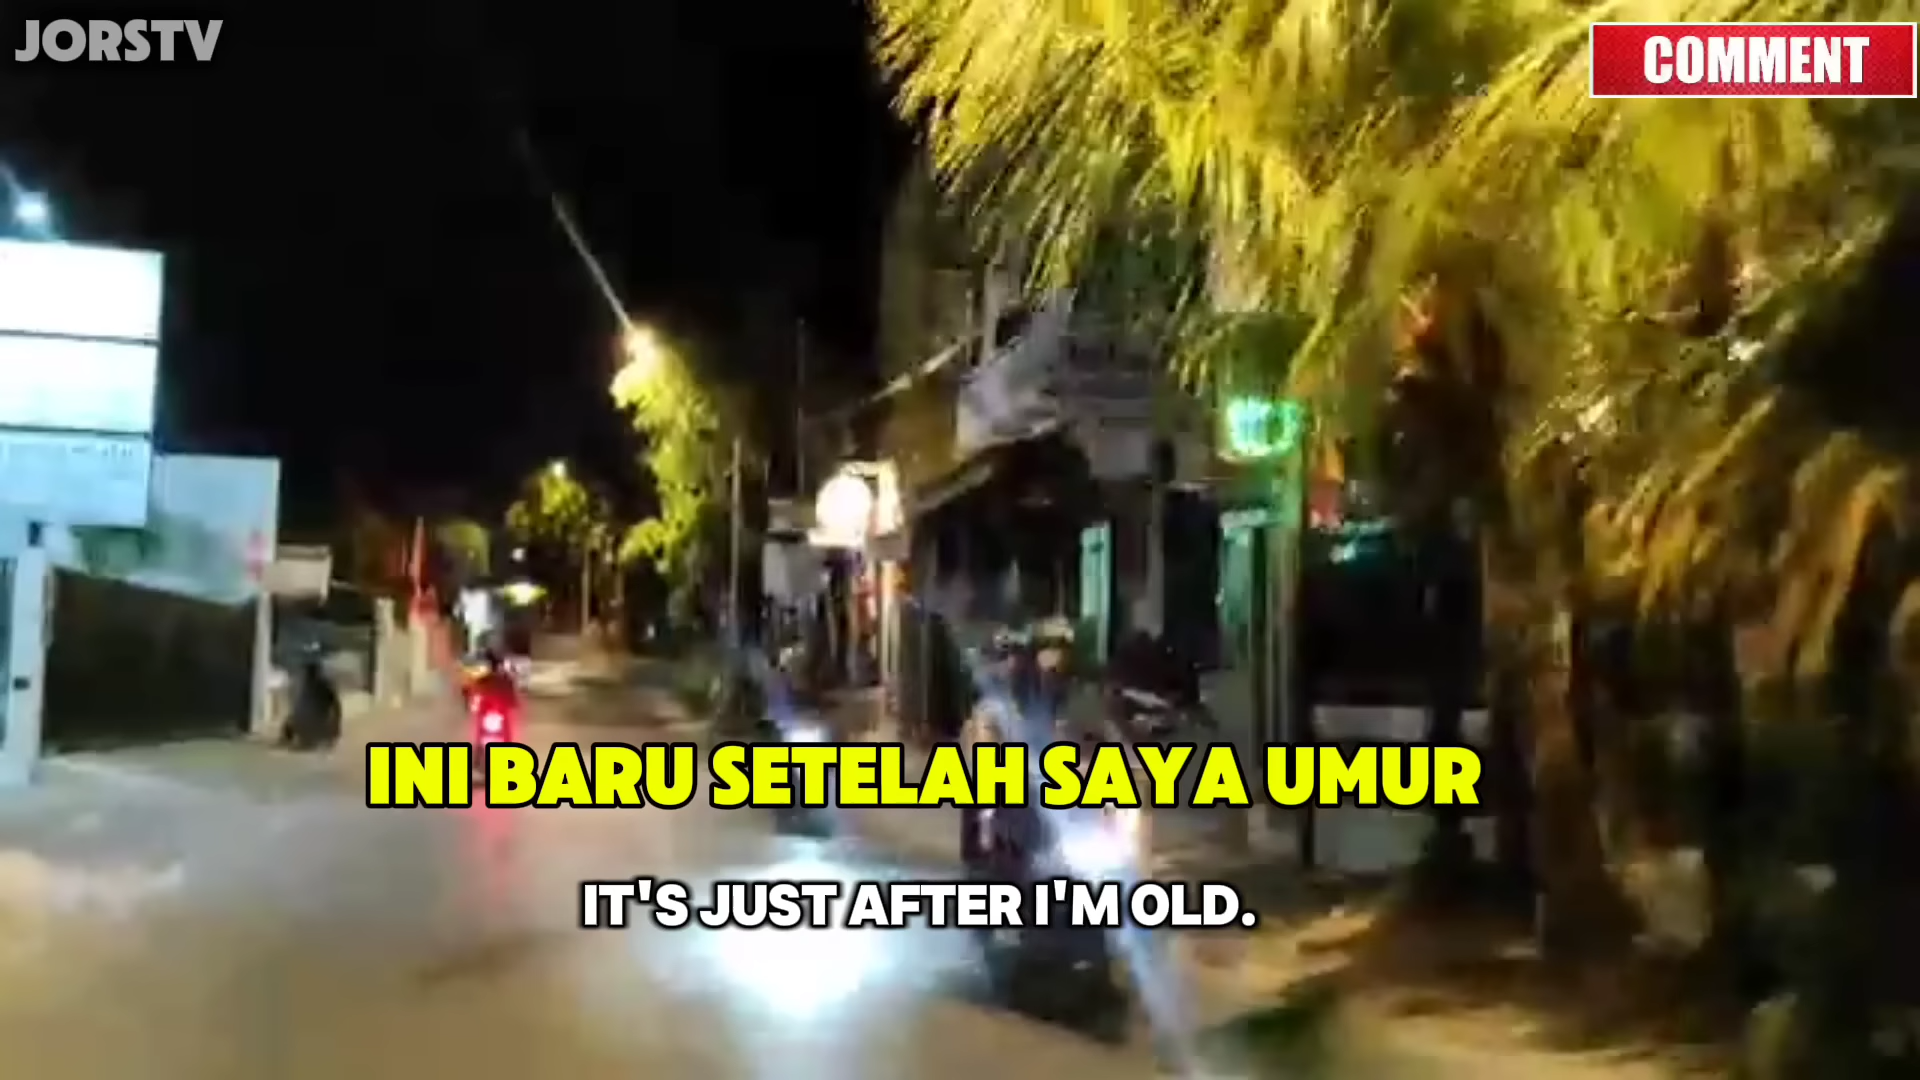 JORSTV
COMMENT
INI BARU SETELAH SAYA UMUR
IT'S JUST AFTER I'M OLD.